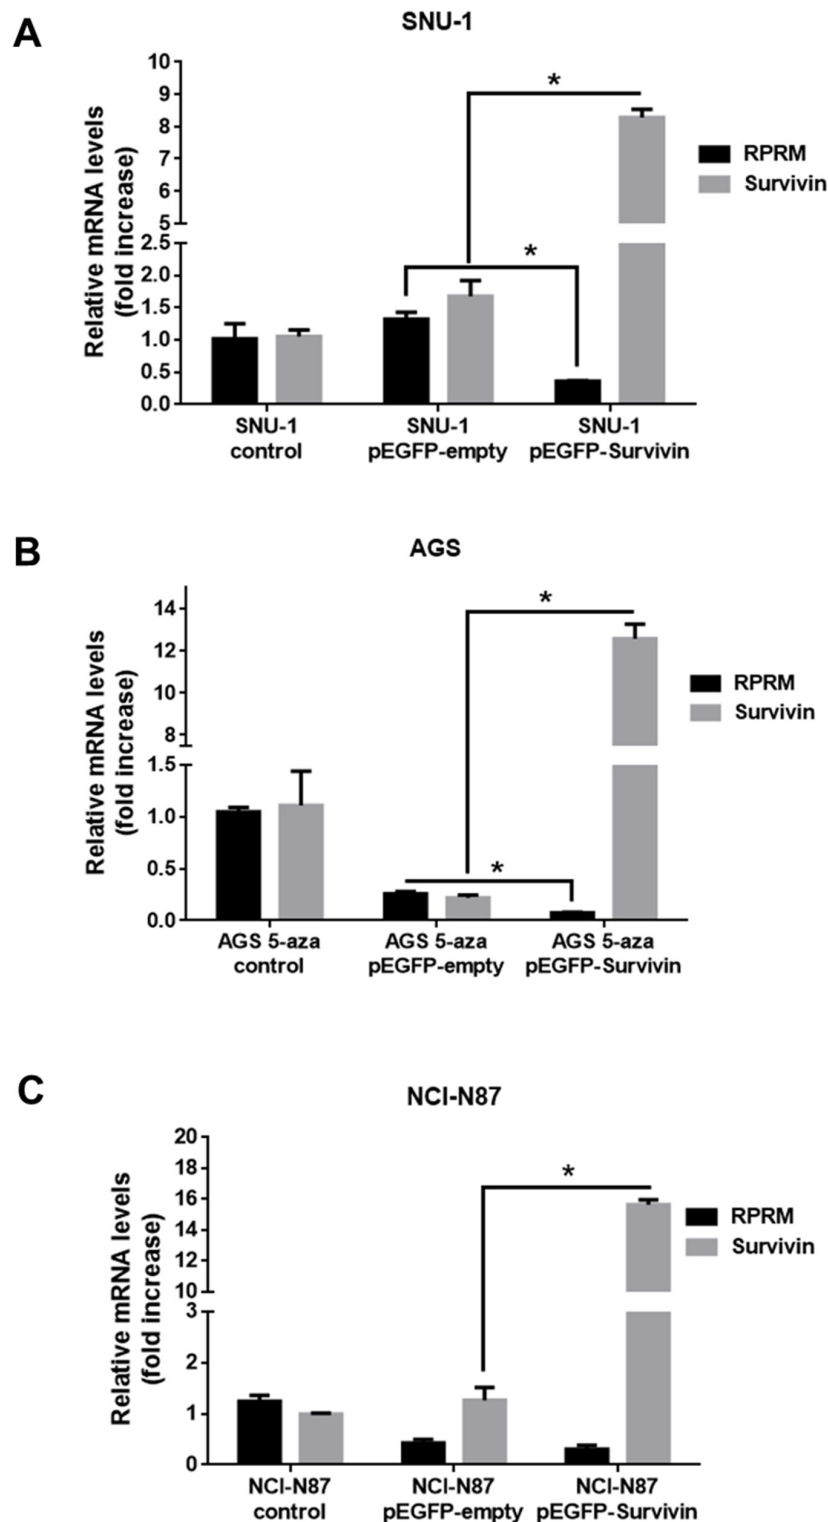 A
SNU-1
Relative mRNA levels
(fold increase)
10
9
8
7
6
5
2.5
2.0
1.5
1.0
0.5
0.0
*
*
RPRM
Survivin
SNU-1
control
SNU-1
pEGFP-empty
SNU-1
pEGFP-Survivin
B
AGS
Relative mRNA levels
(fold increase)
14
12
10
8
1.5
1.0
0.5
0.0
*
*
RPRM
Survivin
AGS 5-aza
control
AGS 5-aza
pEGFP-empty
AGS 5-aza
pEGFP-Survivin
C
NCI-N87
Relative mRNA levels
(fold increase)
20
18
16
14
12
10
3
2
1
0
*
RPRM
Survivin
NCI-N87
control
NCI-N87
pEGFP-empty
NCI-N87
pEGFP-Survivin